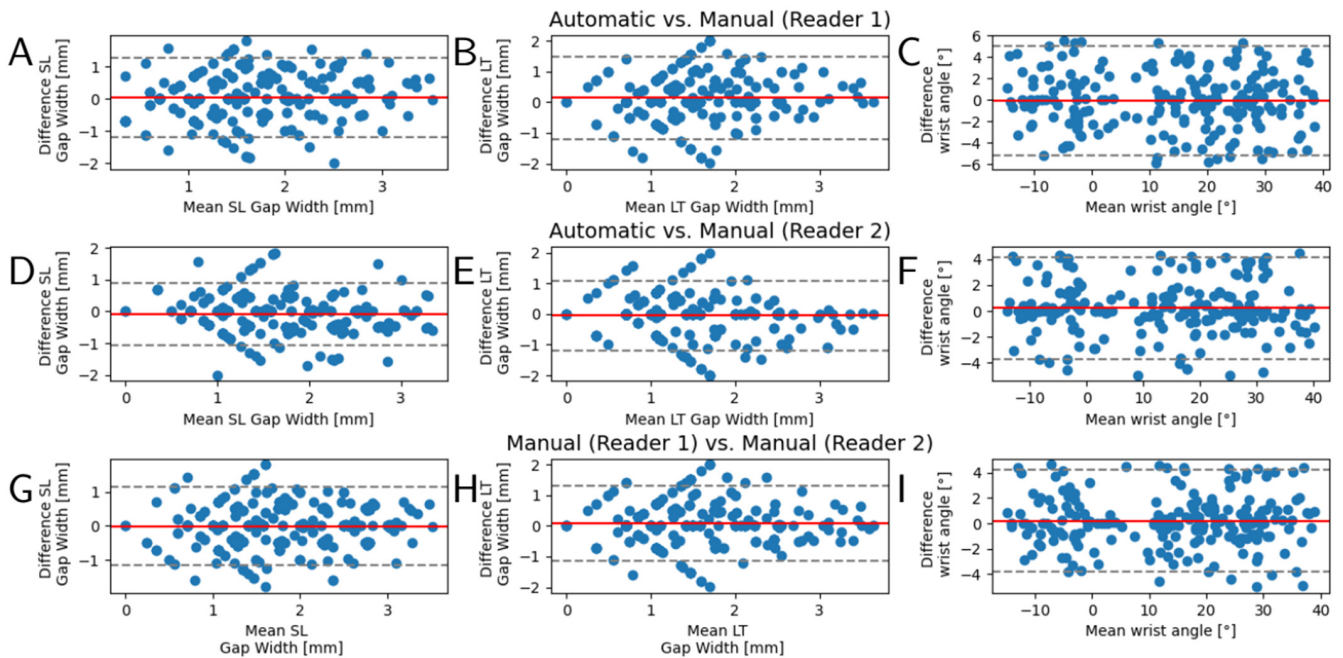 Automatic vs. Manual (Reader 1)
A
Difference SL
Gap Width [mm]
1
0
−1
−2
1
2
3
Mean SL Gap Width [mm]
B
Difference LT
Gap Width [mm]
2
1
0
−1
−2
0
1
2
3
Mean LT Gap Width [mm]
C
Difference
wrist angle [°]
6
4
2
0
−2
−4
−6
−10
0
10
20
30
40
Mean wrist angle [°]
Automatic vs. Manual (Reader 2)
D
Difference SL
Gap Width [mm]
2
1
0
−1
−2
0
1
2
3
Mean SL Gap Width [mm]
E
Difference LT
Gap Width [mm]
2
1
0
−1
−2
0
1
2
3
Mean LT Gap Width [mm]
F
Difference
wrist angle [°]
4
2
0
−2
−4
−10
0
10
20
30
40
Mean wrist angle [°]
Manual (Reader 1) vs. Manual (Reader 2)
G
Difference SL
Gap Width [mm]
1
0
−1
0
1
2
3
Mean SL
Gap Width [mm]
H
Difference LT
Gap Width [mm]
2
1
0
−1
−2
0
1
2
3
Mean LT
Gap Width [mm]
I
Difference
wrist angle [°]
4
2
0
−2
−4
−10
0
10
20
30
40
Mean wrist angle [°]